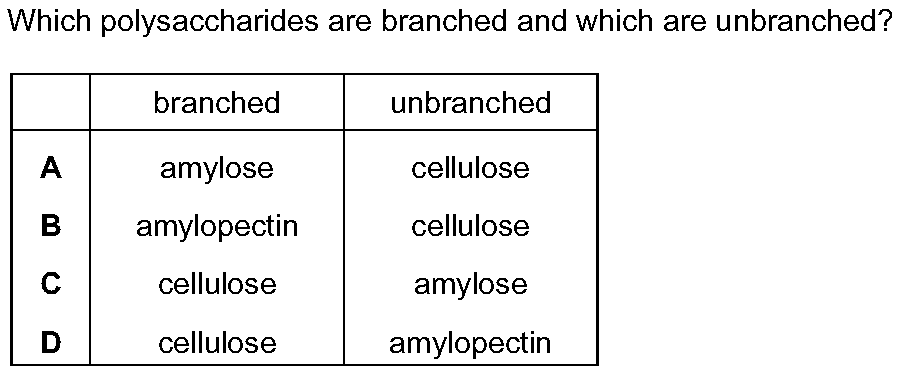 Which polysaccharides are branched and which are unbranched?
branched unbranched
A amylose cellulose
B amylopectin cellulose
C cellulose amylose
D cellulose amylopectin